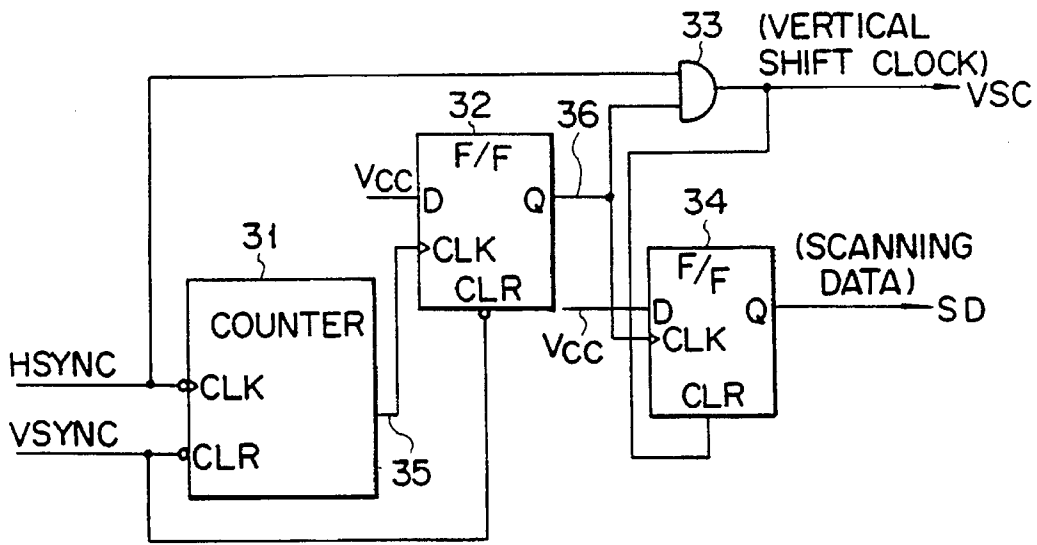 33
(VERTICAL
SHIFT CLOCK)
VSC
32
F/F
36
VCC
D
Q
CLK
CLR
34
F/F
(SCANNING
DATA)
D
Q
SD
VCC
CLK
CLR
31
COUNTER
HSYNC
CLK
VSYNC
CLR
35